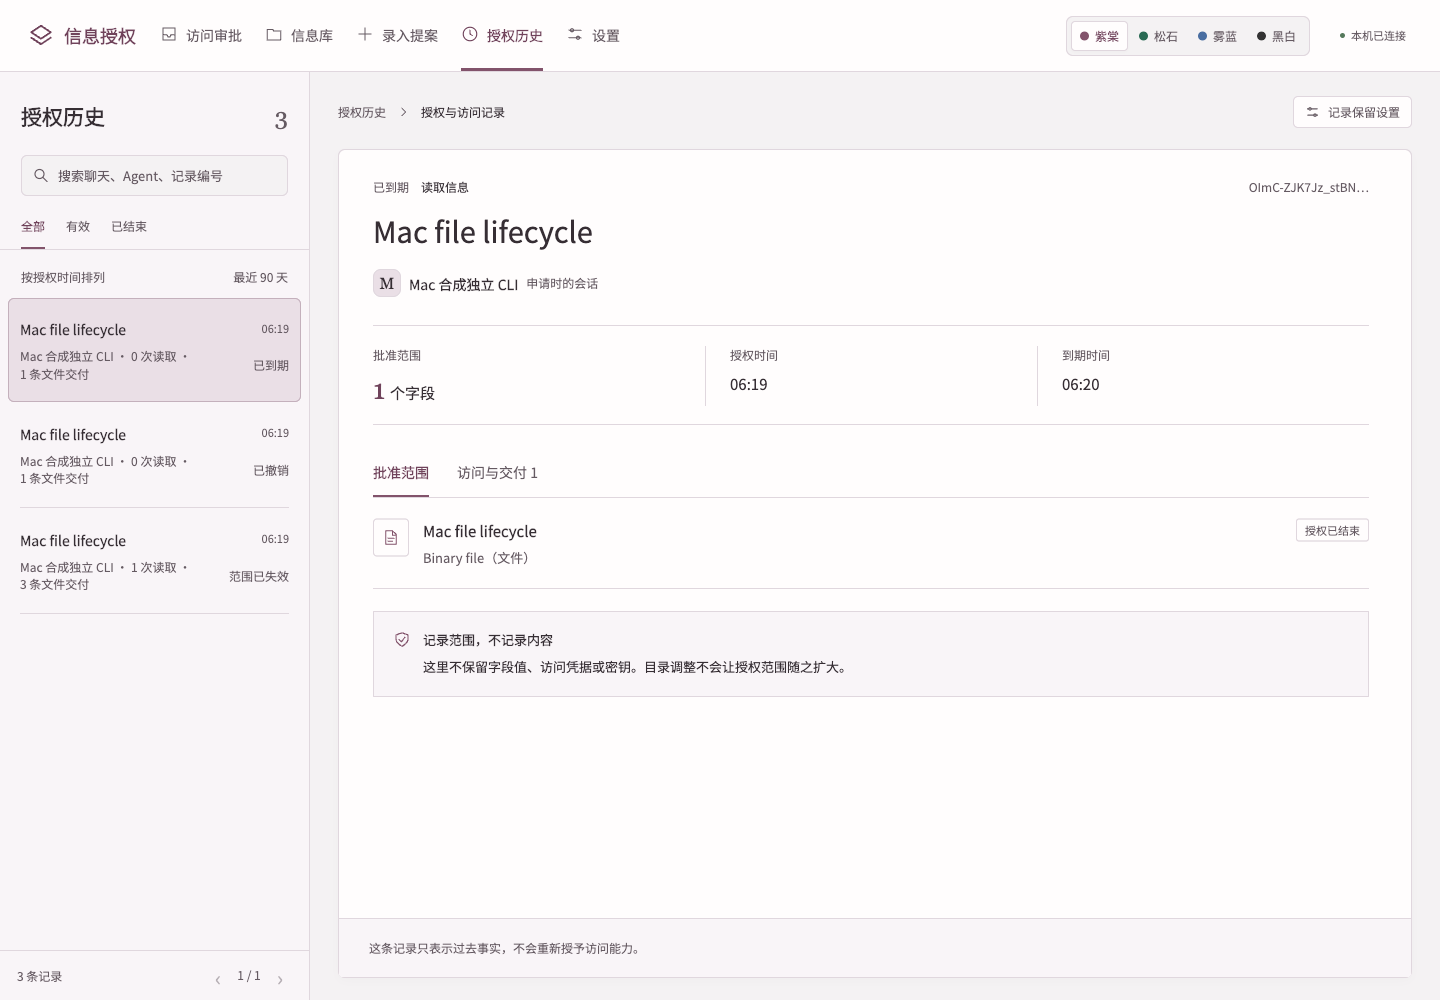 信息授权
访问审批
信息库
录入提案
授权历史
设置
紫棠
松石
雾蓝
黑白
本机已连接
授权历史
3
搜索聊天、Agent、记录编号
全部
有效
已结束
按授权时间排列
最近 90 天
Mac file lifecycle
06:19
Mac 合成独立 CLI · 0 次读取 ·
1 条文件交付
已到期
Mac file lifecycle
06:19
Mac 合成独立 CLI · 0 次读取 ·
1 条文件交付
已撤销
Mac file lifecycle
06:19
Mac 合成独立 CLI · 1 次读取 ·
3 条文件交付
范围已失效
3 条记录
‹ 1 / 1 ›
授权历史 > 授权与访问记录
记录保留设置
已到期 读取信息
OImC-ZJK7Jz_stBN…
Mac file lifecycle
M Mac 合成独立 CLI 申请时的会话
批准范围
1 个字段
授权时间
06:19
到期时间
06:20
批准范围
访问与交付 1
Mac file lifecycle
Binary file（文件）
授权已结束
记录范围，不记录内容
这里不保留字段值、访问凭据或密钥。目录调整不会让授权范围随之扩大。
这条记录只表示过去事实，不会重新授予访问能力。